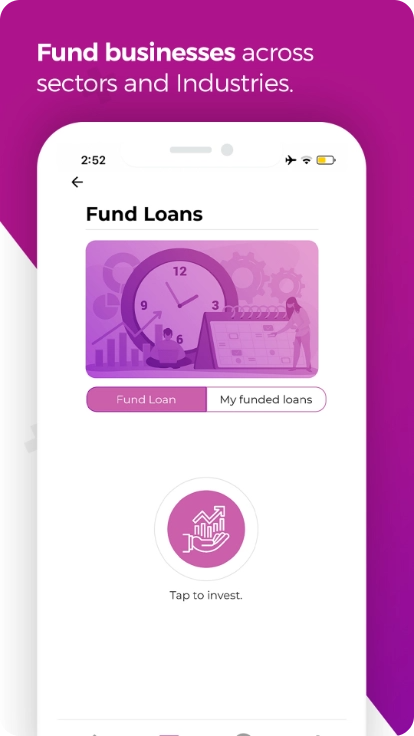 Fund businesses across
sectors and Industries.
2:52
Fund Loans
12
9
3
6
Fund Loan
My funded loans
Tap to invest.